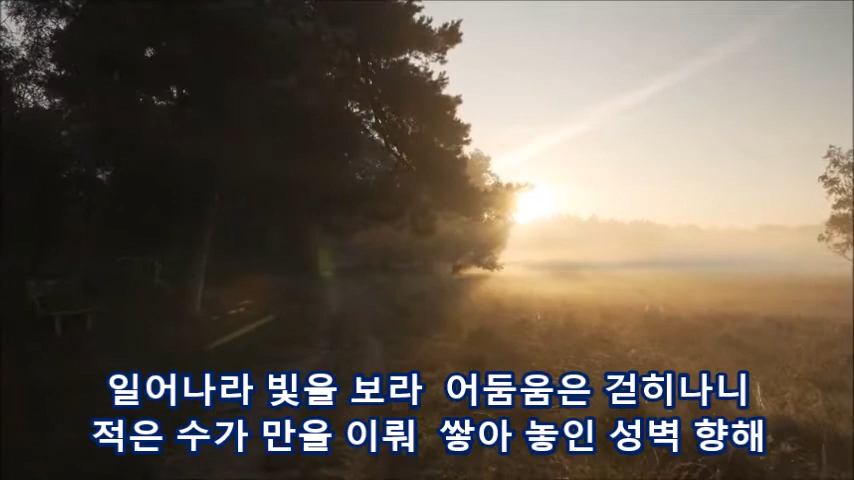 일어나라 빛을 보라 어둠움은 걷히나니
적은 수가 만을 이뤄 쌓아 놓인 성벽 향해